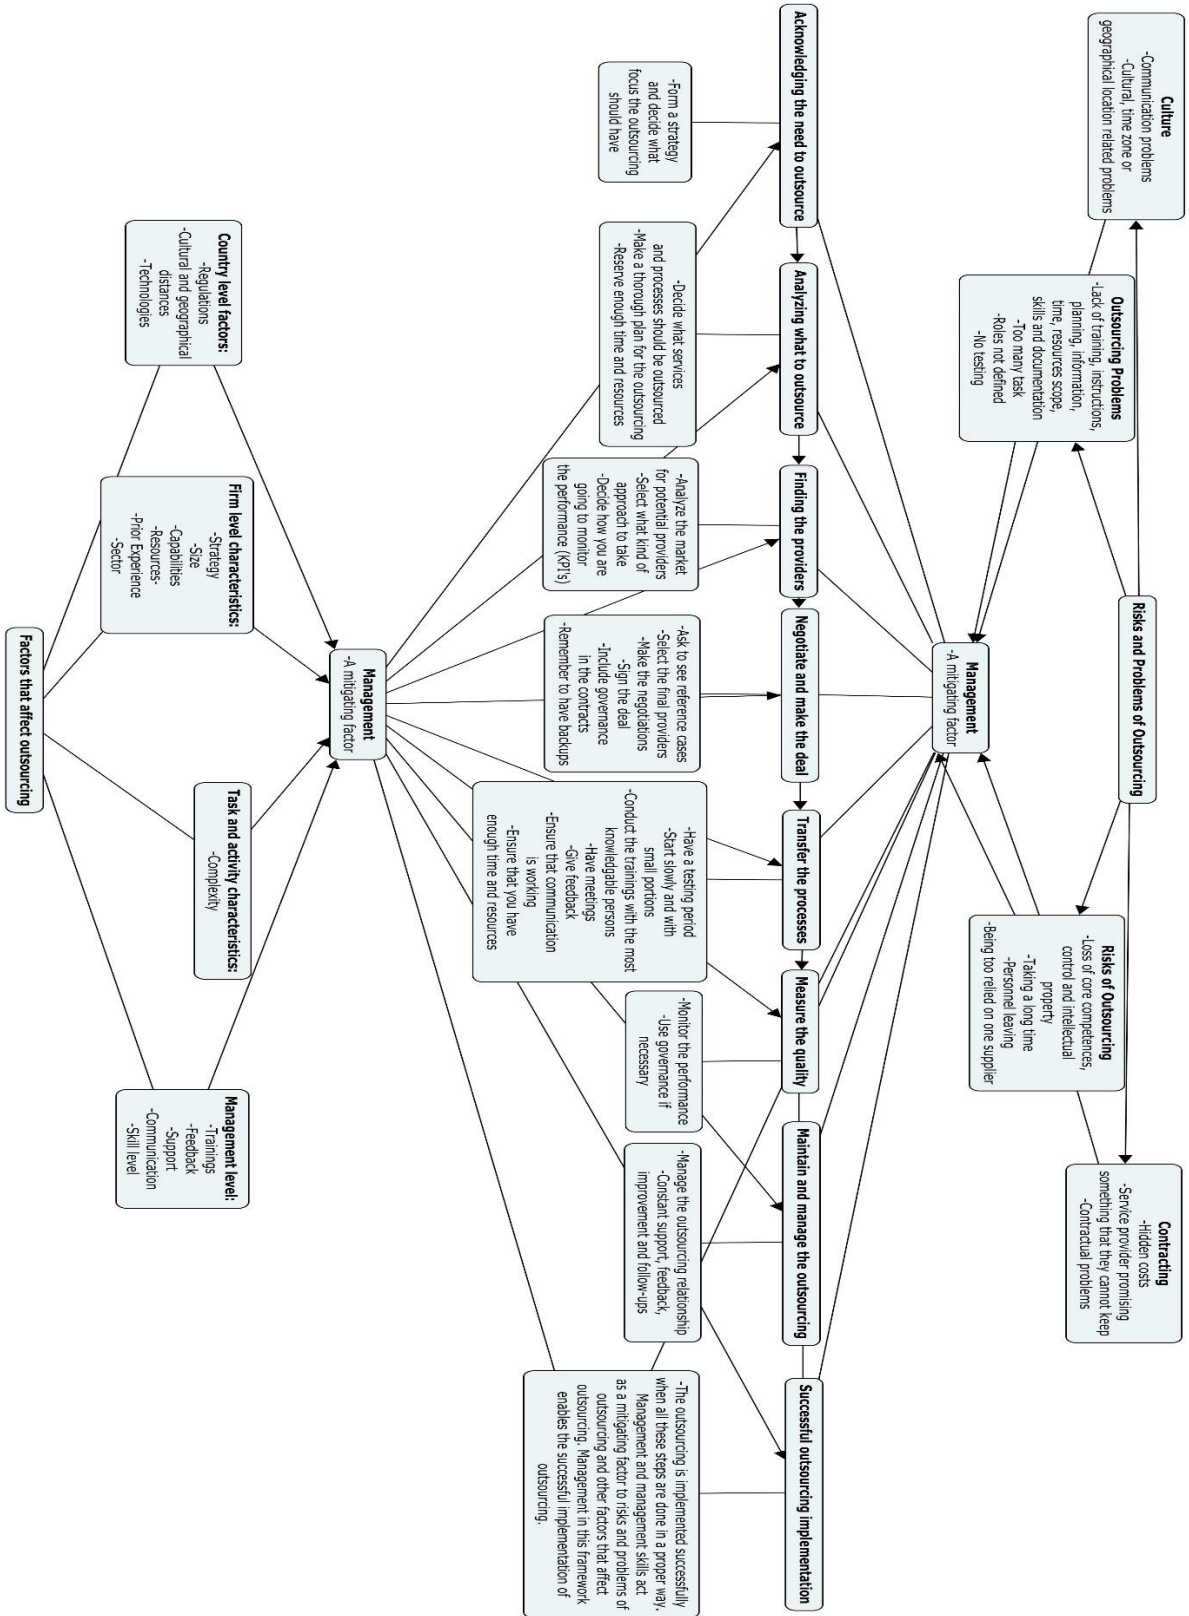 Risks and Problems of Outsourcing
Culture
-Communication problems
-Cultural, time zone or
geographical location related problems
Outsourcing Problems
-Lack of training, instructions,
planning, information,
time, resources scope,
skills and documentation
-Too many task
-Roles not defined
-No testing
Risks of Outsourcing
-Loss of core competences,
control and intellectual
property
-Taking a long time
-Personnel leaving
-Being too relied on one supplier
Contracting
-Hidden costs
-Service provider promising
something that they cannot keep
-Contractual problems
Management
-A mitigating factor
Acknowledging the need to outsource
Analyzing what to outsource
Finding the providers
Negotiate and make the deal
Transfer the processes
Measure the quality
Maintain and manage the outsourcing
Successful outsourcing implementation
-Form a strategy
and decide what
focus the outsourcing
should have
-Decide what services
and processes should be outsourced
-Make a thorough plan for the outsourcing
-Reserve enough time and resources
-Analyze the market
for potential providers
-Select what kind of
approach to take
-Decide how you are
going to monitor
the performance (KPI's)
-Ask to see reference cases
-Select the final providers
-Make the negotiations
-Sign the deal
-Include governance
in the contracts
-Remember to have backups
-Have a testing period
-Start slowly and with
small portions
-Conduct the trainings with the most
knowledgable persons
-Have meetings
-Give feedback
-Ensure that communication
is working
-Ensure that you have
enough time and resources
-Monitor the performance
-Use governance if
necessary
-Manage the outsourcing relationship
-Constant support, feedback,
improvement and follow-ups
-The outsourcing is implemented successfully
when all these steps are done in a proper way.
Management and management skills act
as a mitigating factor to risks and problems of
outsourcing and other factors that affect
outsourcing. Management in this framework
enables the successful implementation of
outsourcing.
Management
-A mitigating factor
Country level factors:
-Regulations
-Cultural and geographical
distances
-Technologies
Firm level characteristics:
-Strategy
-Size
-Capabilities
-Resources-
-Prior Experience
-Sector
Task and activity characteristics:
-Complexity
Management level:
-Trainings
-Feedback
-Support
-Communication
-Skill level
Factors that affect outsourcing